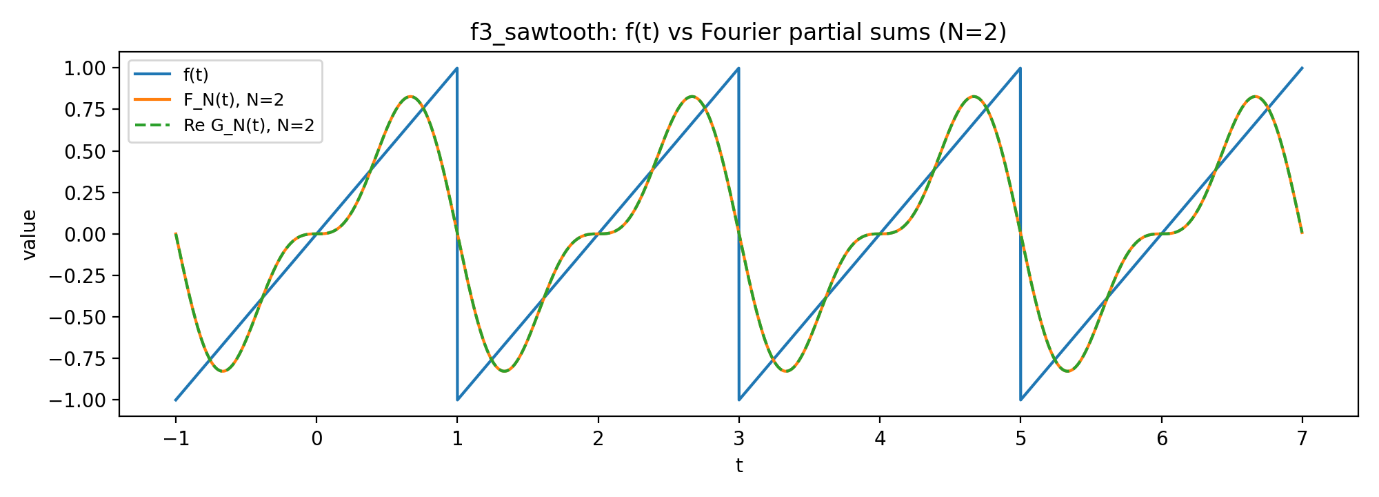 f3_sawtooth: f(t) vs Fourier partial sums (N=2)
f(t)
F_N(t), N=2
Re G_N(t), N=2
1.00
0.75
0.50
0.25
0.00
−0.25
−0.50
−0.75
−1.00
value
−1 0 1 2 3 4 5 6 7
t